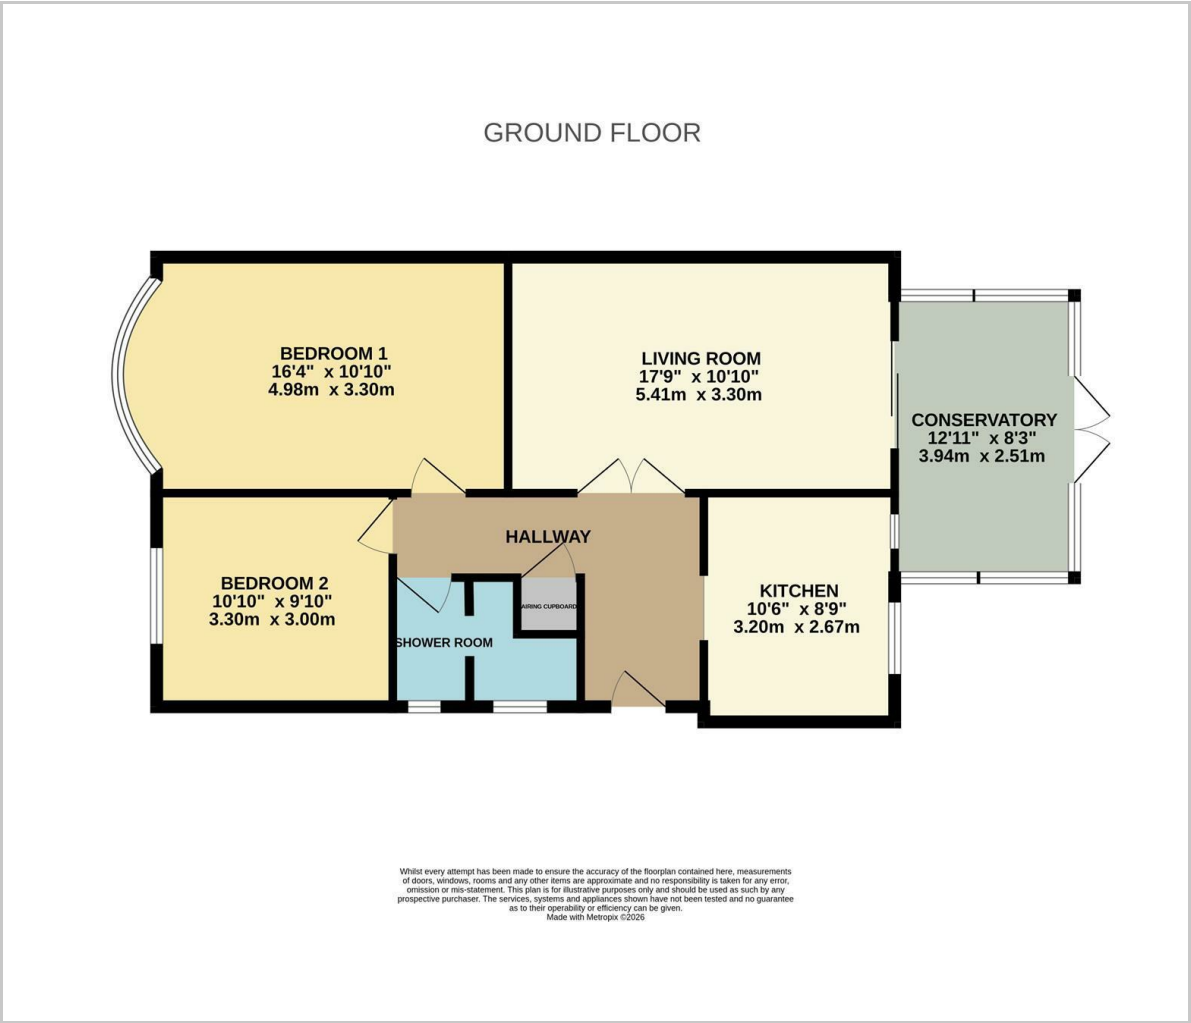 GROUND FLOOR
BEDROOM 1
16'4" x 10'10"
4.98m x 3.30m
LIVING ROOM
17'9" x 10'10"
5.41m x 3.30m
CONSERVATORY
12'11" x 8'3"
3.94m x 2.51m
HALLWAY
BEDROOM 2
10'10" x 9'10"
3.30m x 3.00m
AIRING CUPBOARD
SHOWER ROOM
KITCHEN
10'6" x 8'9"
3.20m x 2.67m
Whilst every attempt has been made to ensure the accuracy of the floorplan contained here, measurements
of doors, windows, rooms and any other items are approximate and no responsibility is taken for any error,
omission or mis-statement. This plan is for illustrative purposes only and should be used as such by any
prospective purchaser. The services, systems and appliances shown have not been tested and no guarantee
as to their operability or efficiency can be given.
Made with Metropix ©2026